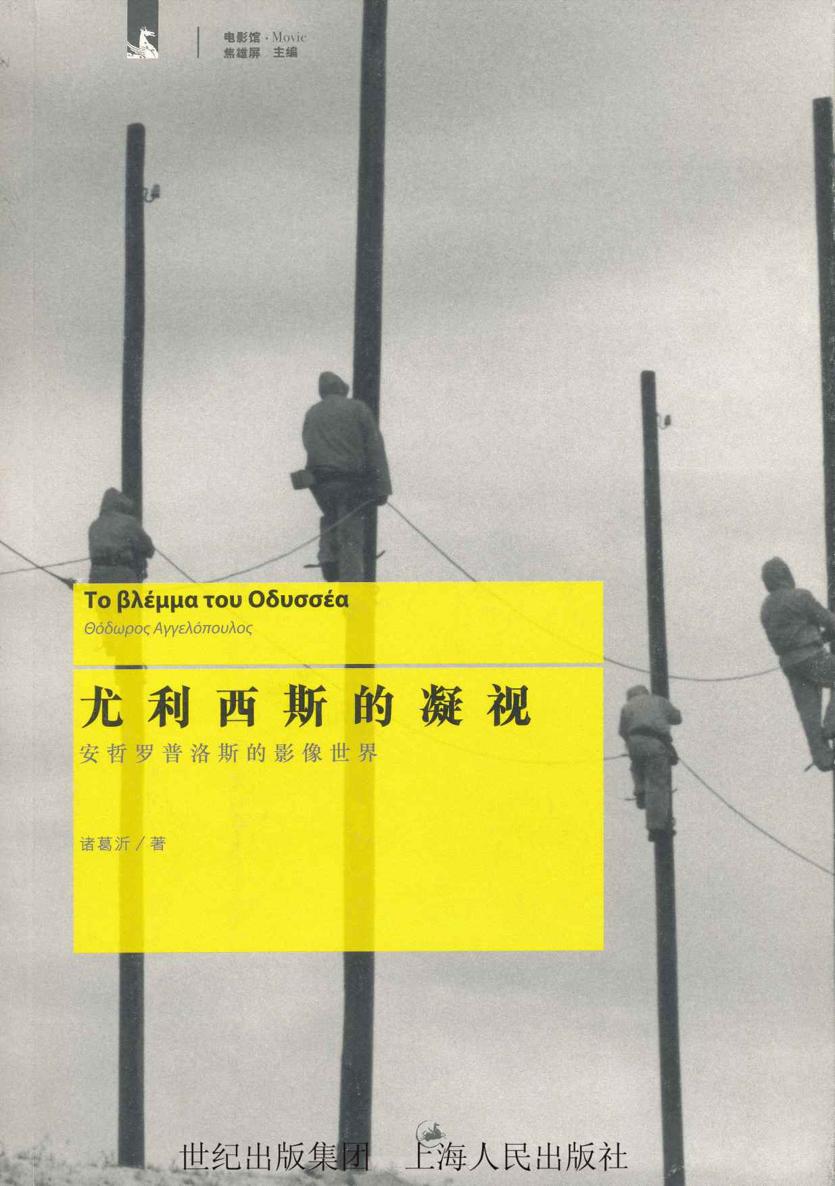 电影馆·Movie
焦雄屏 主编
Το βλέμμα του Οδυσσέα
Θόδωρος Αγγελόπουλος
尤利西斯的凝视
安哲罗普洛斯的影像世界
诸葛沂/著
世纪出版集团 上海人民出版社